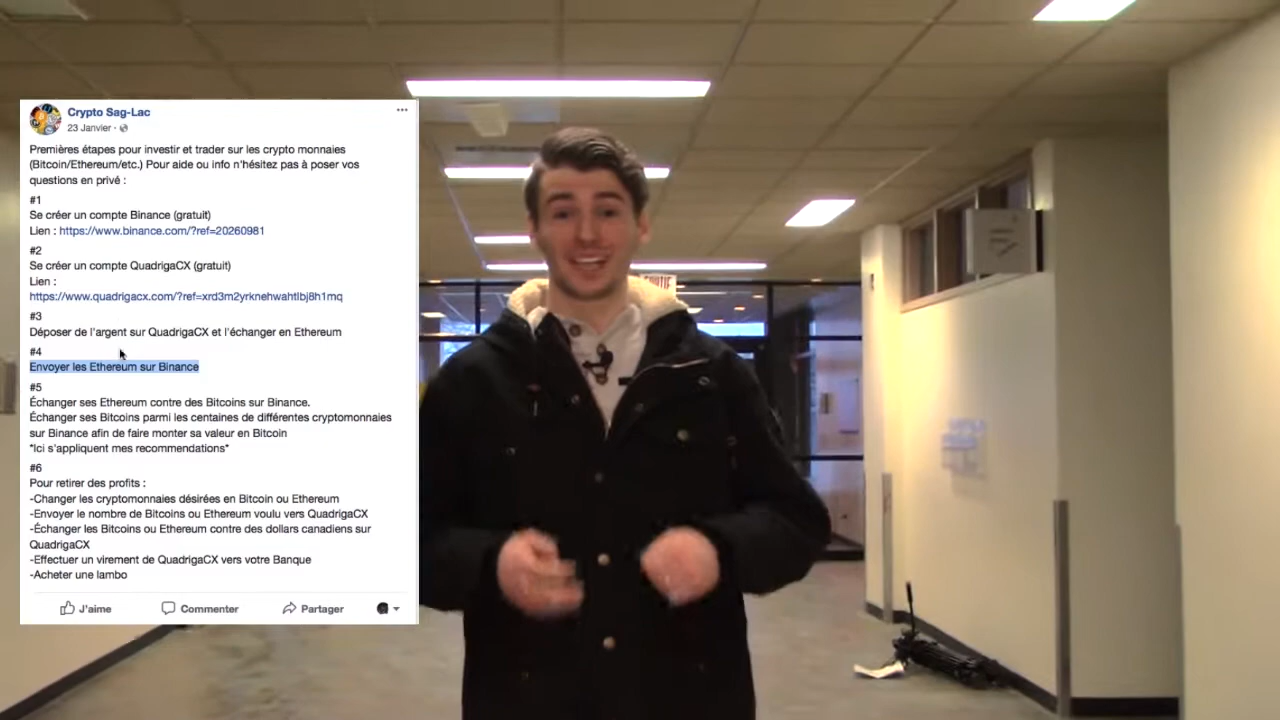 Crypto Sag-Lac
23 Janvier
Premières étapes pour investir et trader sur les crypto monnaies
(Bitcoin/Ethereum/etc.) Pour aide ou info n'hésitez pas à poser vos
questions en privé :
#1
Se créer un compte Binance (gratuit)
Lien : https://www.binance.com/?ref=20260981
#2
Se créer un compte QuadrigaCX (gratuit)
Lien :
https://www.quadrigacx.com/?ref=xrd3m2yrknehwahtlbj8h1mq
#3
Déposer de l'argent sur QuadrigaCX et l'échanger en Ethereum
#4
Envoyer les Ethereum sur Binance
#5
Échanger ses Ethereum contre des Bitcoins sur Binance.
Échanger ses Bitcoins parmi les centaines de différentes cryptomonnaies
sur Binance afin de faire monter sa valeur en Bitcoin
*Ici s'appliquent mes recommendations*
#6
Pour retirer des profits :
-Changer les cryptomonnaies désirées en Bitcoin ou Ethereum
-Envoyer le nombre de Bitcoins ou Ethereum voulu vers QuadrigaCX
-Échanger les Bitcoins ou Ethereum contre des dollars canadiens sur
QuadrigaCX
-Effectuer un virement de QuadrigaCX vers votre Banque
-Acheter une lambo
J'aime
Commenter
Partager